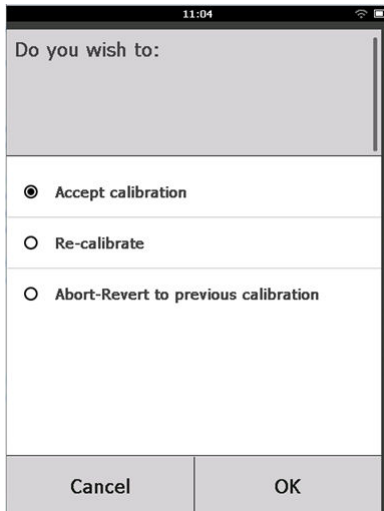 11:04
Do you wish to:
Accept calibration
Re-calibrate
Abort-Revert to previous calibration
Cancel OK